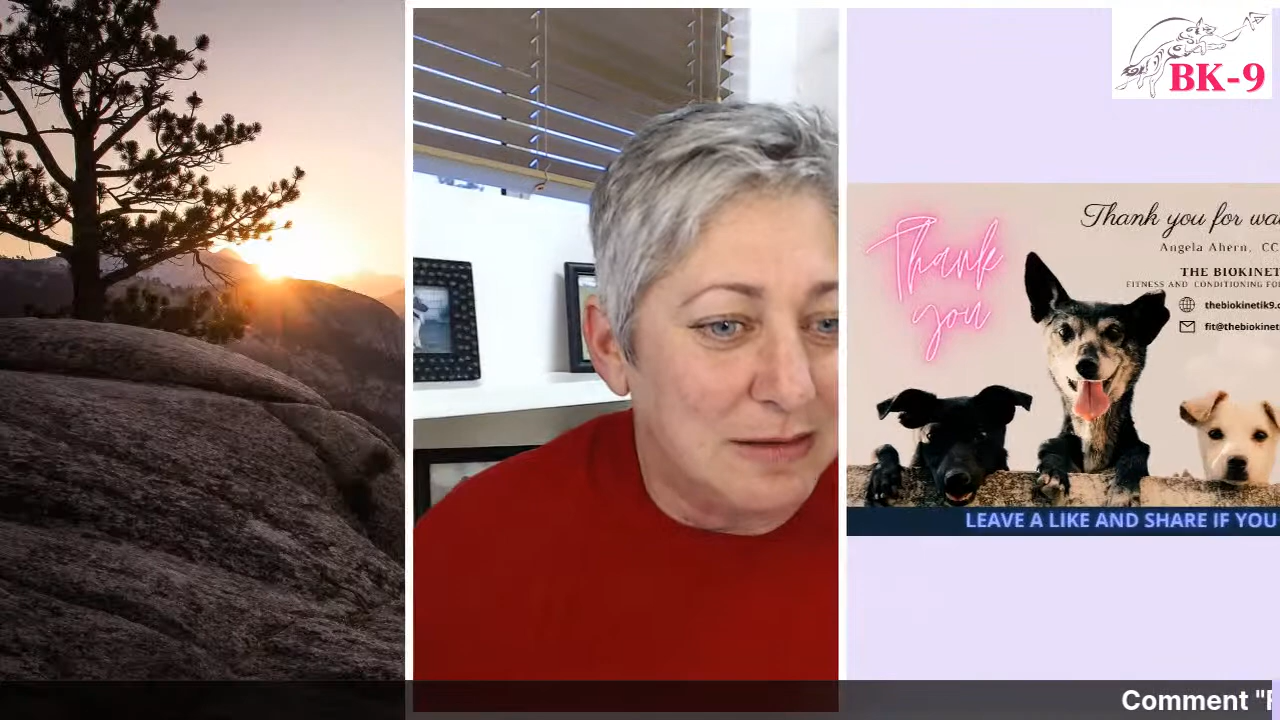 BK-9
Thank you for wa
Angela Ahern, CC
THE BIOKINET
FITNESS AND CONDITIONING FO
thebiokinetik9.
fit@thebiokinet
Thank
you
LEAVE A LIKE AND SHARE IF YOU
Comment "F